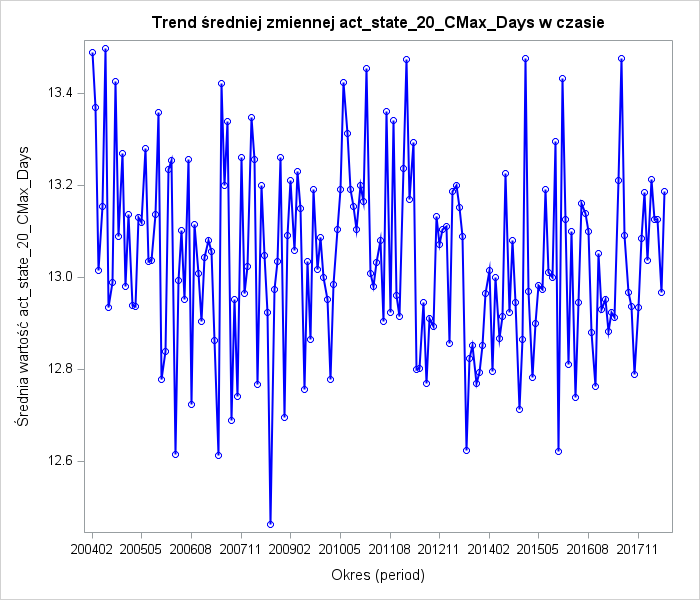 Trend średniej zmiennej act_state_20_CMax_Days w czasie
Średnia wartość act_state_20_CMax_Days
13.4
13.2
13.0
12.8
12.6
200402 200505 200608 200711 200902 201005 201108 201211 201402 201505 201608 201711
Okres (period)